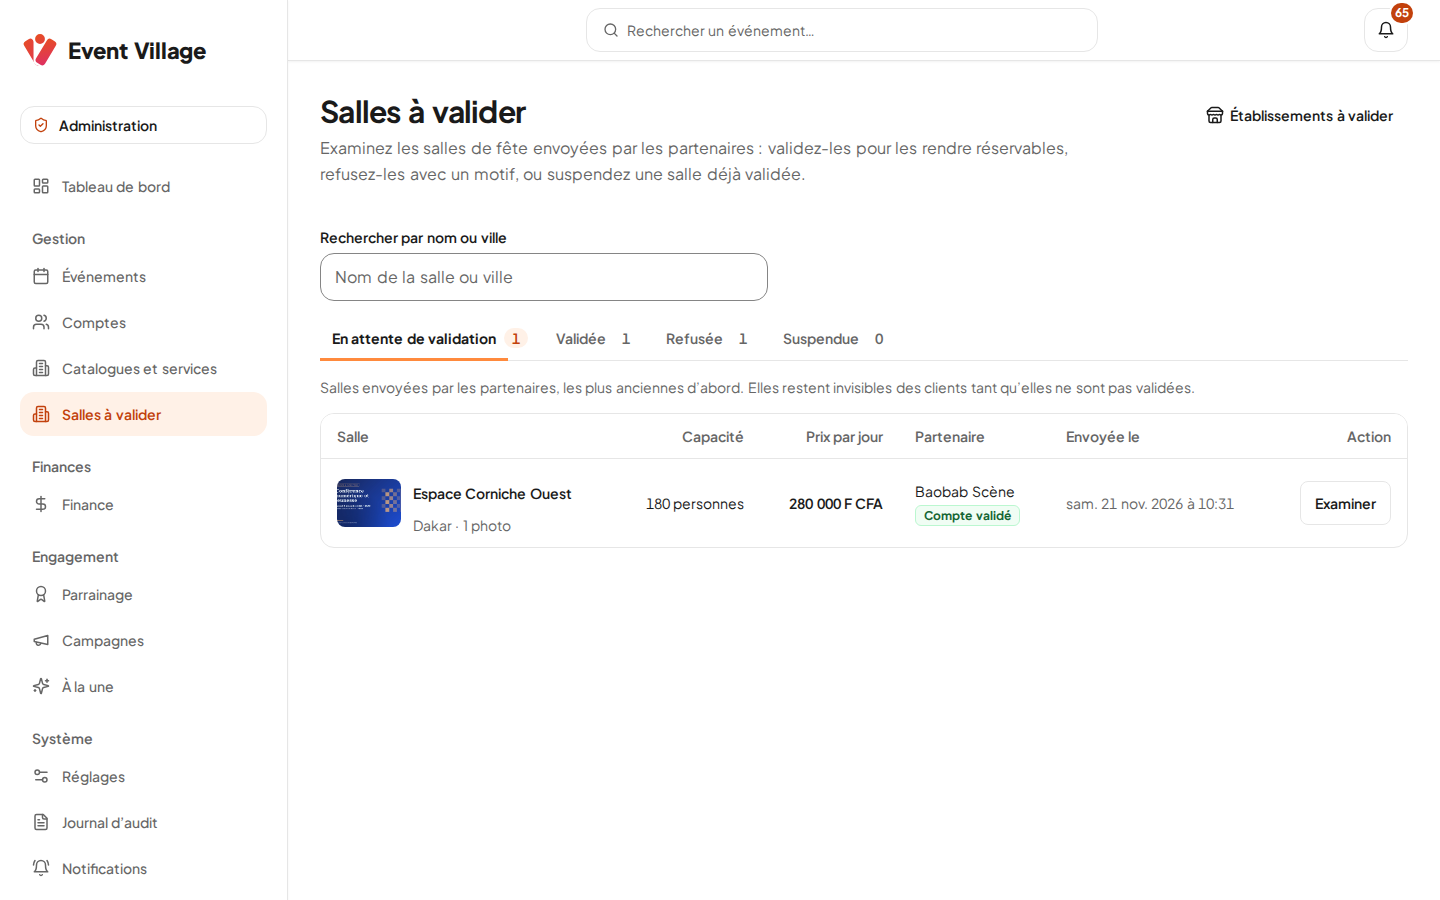 Event Village
Rechercher un événement…
65
Administration
Tableau de bord
Gestion
Événements
Comptes
Catalogues et services
Salles à valider
Finances
Finance
Engagement
Parrainage
Campagnes
À la une
Système
Réglages
Journal d’audit
Notifications
Salles à valider
Établissements à valider
Examinez les salles de fête envoyées par les partenaires : validez-les pour les rendre réservables,
refusez-les avec un motif, ou suspendez une salle déjà validée.
Rechercher par nom ou ville
Nom de la salle ou ville
En attente de validation 1 Validée 1 Refusée 1 Suspendue 0
Salles envoyées par les partenaires, les plus anciennes d’abord. Elles restent invisibles des clients tant qu’elles ne sont pas validées.
Salle Capacité Prix par jour Partenaire Envoyée le Action
Espace Corniche Ouest
Dakar · 1 photo
180 personnes
280 000 F CFA
Baobab Scène
Compte validé
sam. 21 nov. 2026 à 10:31
Examiner